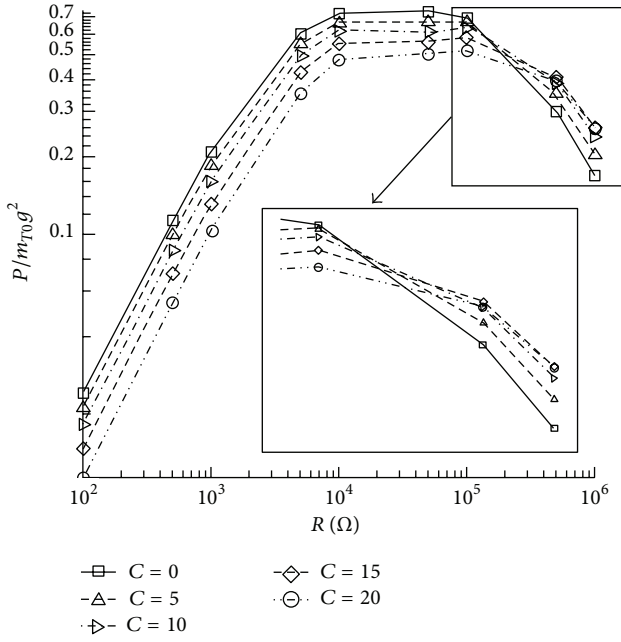 0.7
0.6
0.5
0.4
0.3
0.2
0.1
P/m_{T0}g^2
10^2
10^3
10^4
10^5
10^6
R (Ω)
C = 0
C = 5
C = 10
C = 15
C = 20